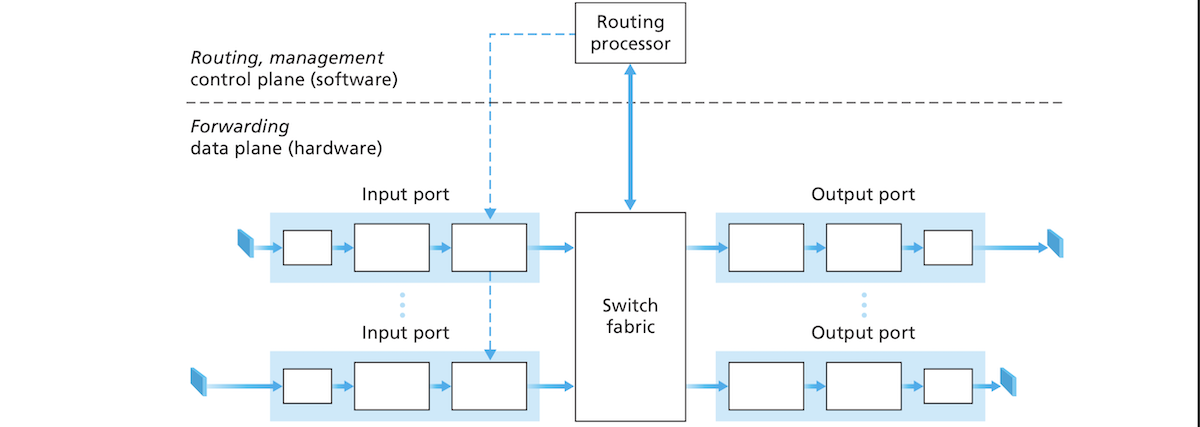 Routing
processor
Routing, management
control plane (software)
Forwarding
data plane (hardware)
Input port
Output port
Switch
fabric
Input port
Output port